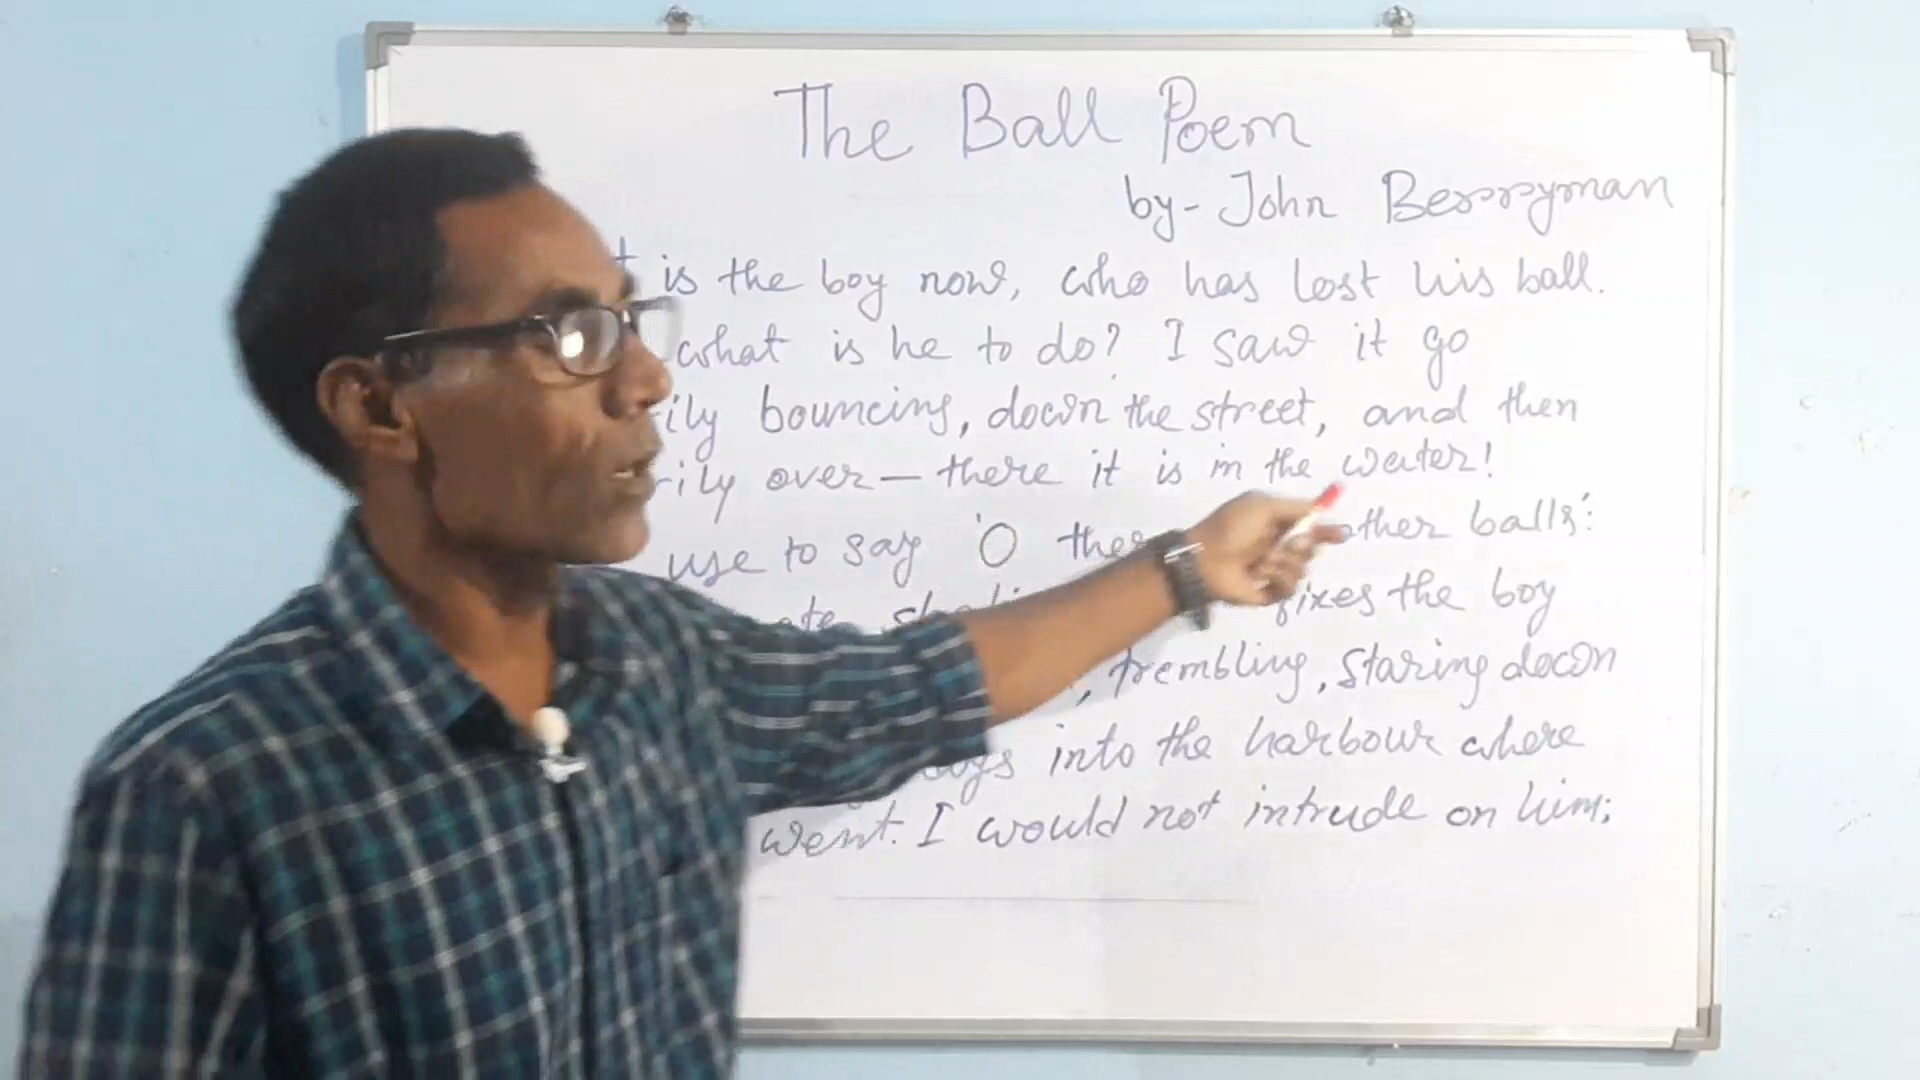 The Ball Poem
by- John Berryman
is the boy now, who has lost his ball.
what is he to do? I saw it go
bouncing, down the street, and then
over— there it is in the water!
use to say 'O other balls':
fixes the boy
, trembling, staring down
into the harbour where
went. I would not intrude on him;